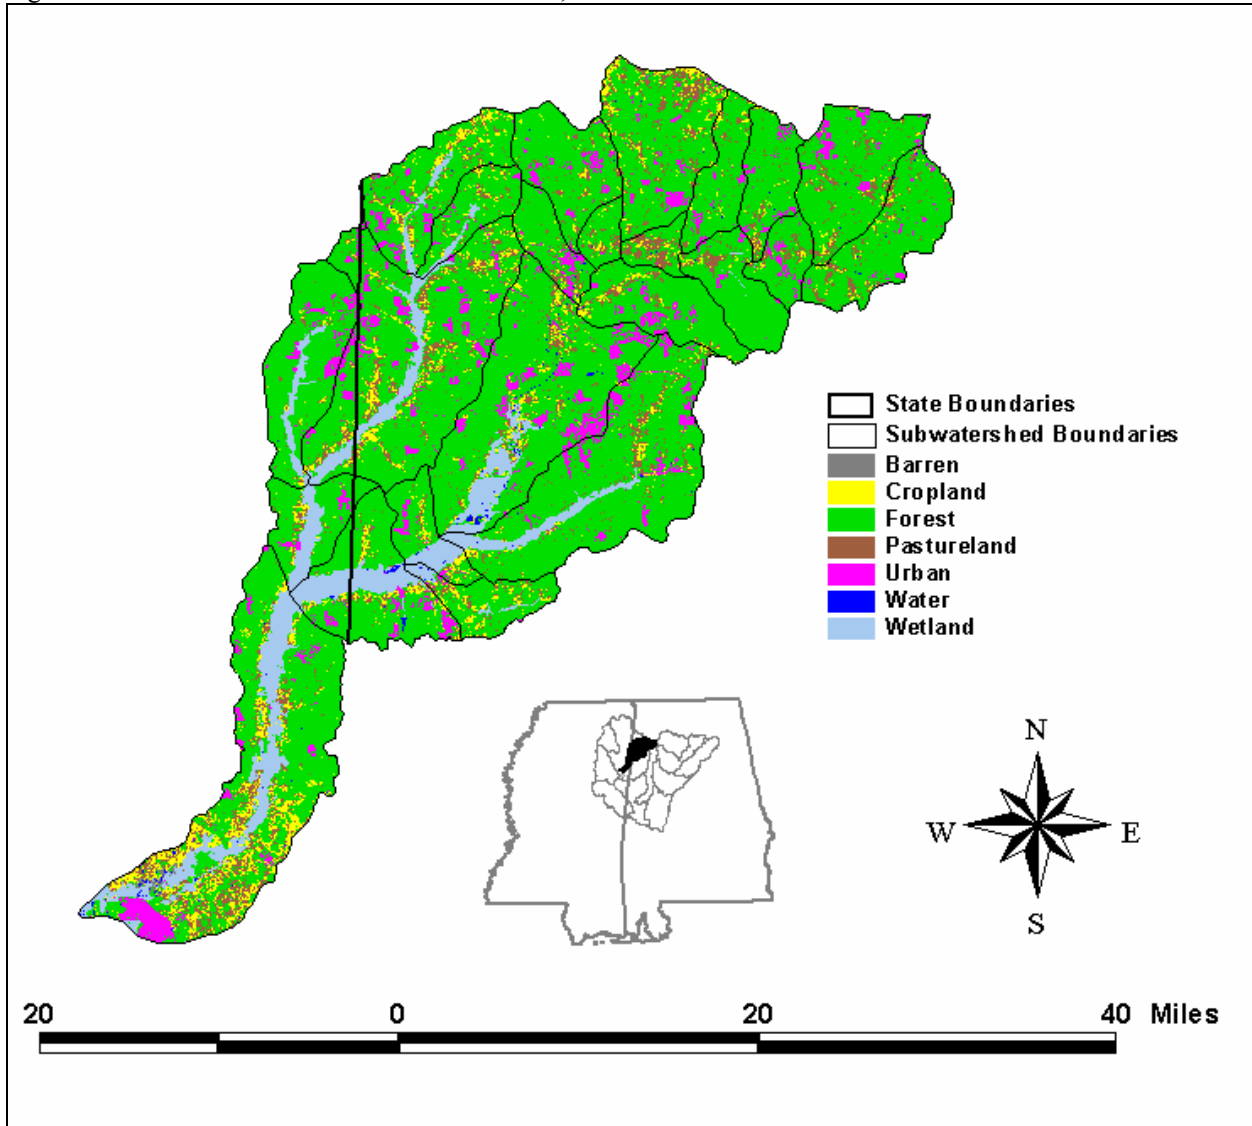 State Boundaries
Subwatershed Boundaries
Barren
Cropland
Forest
Pastureland
Urban
Water
Wetland
N
W E
S
20 0 20 40 Miles